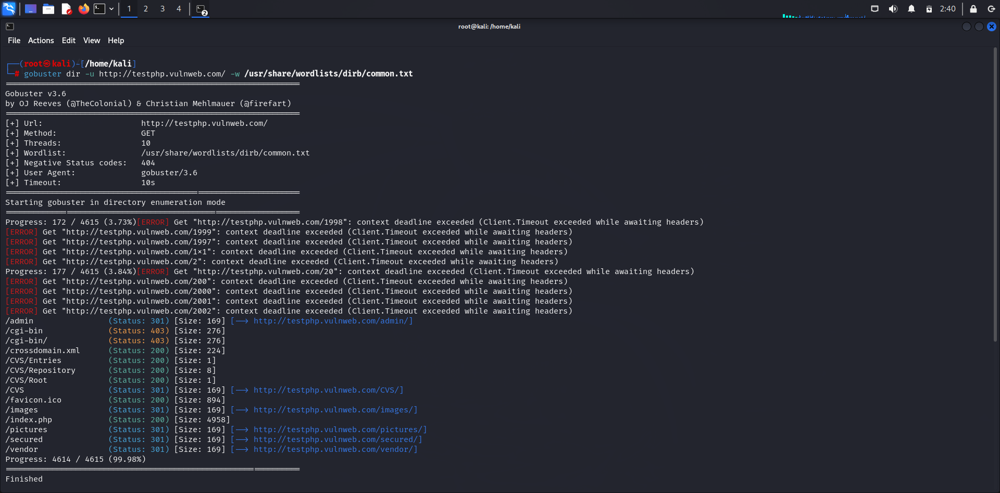 1 2 3 4 2 2:40
root@kali: /home/kali
File Actions Edit View Help
┌──(root㉿kali)-[/home/kali]
└─# gobuster dir -u http://testphp.vulnweb.com/ -w /usr/share/wordlists/dirb/common.txt
===============================================================
Gobuster v3.6
by OJ Reeves (@TheColonial) & Christian Mehlmauer (@firefart)
===============================================================
[+] Url:                     http://testphp.vulnweb.com/
[+] Method:                  GET
[+] Threads:                 10
[+] Wordlist:                /usr/share/wordlists/dirb/common.txt
[+] Negative Status codes:   404
[+] User Agent:              gobuster/3.6
[+] Timeout:                 10s
===============================================================
Starting gobuster in directory enumeration mode
===============================================================
Progress: 172 / 4615 (3.73%)[ERROR] Get "http://testphp.vulnweb.com/1998": context deadline exceeded (Client.Timeout exceeded while awaiting headers)
[ERROR] Get "http://testphp.vulnweb.com/1999": context deadline exceeded (Client.Timeout exceeded while awaiting headers)
[ERROR] Get "http://testphp.vulnweb.com/1997": context deadline exceeded (Client.Timeout exceeded while awaiting headers)
[ERROR] Get "http://testphp.vulnweb.com/1×1": context deadline exceeded (Client.Timeout exceeded while awaiting headers)
[ERROR] Get "http://testphp.vulnweb.com/2": context deadline exceeded (Client.Timeout exceeded while awaiting headers)
Progress: 177 / 4615 (3.84%)[ERROR] Get "http://testphp.vulnweb.com/20": context deadline exceeded (Client.Timeout exceeded while awaiting headers)
[ERROR] Get "http://testphp.vulnweb.com/200": context deadline exceeded (Client.Timeout exceeded while awaiting headers)
[ERROR] Get "http://testphp.vulnweb.com/2000": context deadline exceeded (Client.Timeout exceeded while awaiting headers)
[ERROR] Get "http://testphp.vulnweb.com/2001": context deadline exceeded (Client.Timeout exceeded while awaiting headers)
[ERROR] Get "http://testphp.vulnweb.com/2002": context deadline exceeded (Client.Timeout exceeded while awaiting headers)
/admin                (Status: 301) [Size: 169] [--> http://testphp.vulnweb.com/admin/]
/cgi-bin              (Status: 403) [Size: 276]
/cgi-bin/             (Status: 403) [Size: 276]
/crossdomain.xml      (Status: 200) [Size: 224]
/CVS/Entries          (Status: 200) [Size: 1]
/CVS/Repository       (Status: 200) [Size: 8]
/CVS/Root             (Status: 200) [Size: 1]
/CVS                  (Status: 301) [Size: 169] [--> http://testphp.vulnweb.com/CVS/]
/favicon.ico          (Status: 200) [Size: 894]
/images               (Status: 301) [Size: 169] [--> http://testphp.vulnweb.com/images/]
/index.php            (Status: 200) [Size: 4958]
/pictures             (Status: 301) [Size: 169] [--> http://testphp.vulnweb.com/pictures/]
/secured              (Status: 301) [Size: 169] [--> http://testphp.vulnweb.com/secured/]
/vendor               (Status: 301) [Size: 169] [--> http://testphp.vulnweb.com/vendor/]
Progress: 4614 / 4615 (99.98%)
===============================================================
Finished